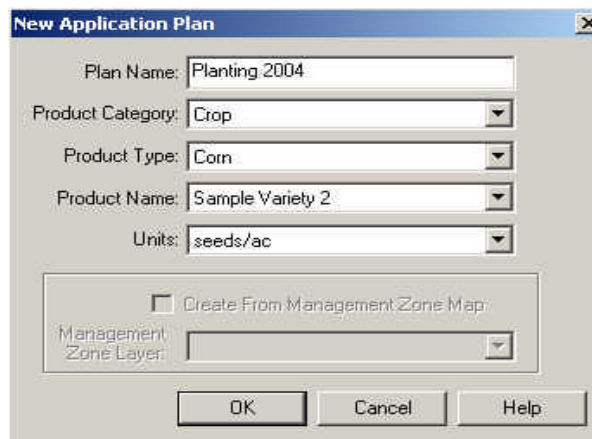 New Application Plan
Plan Name: Planting 2004
Product Category: Crop
Product Type: Corn
Product Name: Sample Variety 2
Units: seeds/ac
Create From Management Zone Map
Management
Zone Layer:
OK Cancel Help